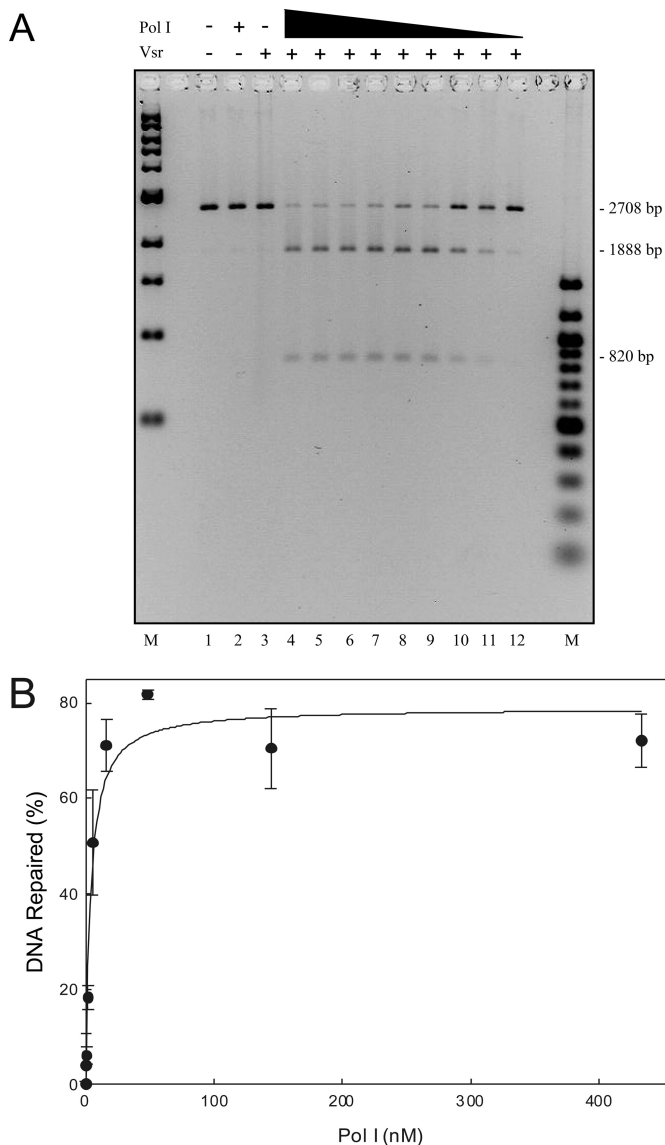 A
Pol I - + -
Vsr - - + + + + + + + + + +
- 2708 bp
- 1888 bp
- 820 bp
M 1 2 3 4 5 6 7 8 9 10 11 12 M
B
DNA Repaired (%)
80
60
40
20
0
0 100 200 300 400
Pol I (nM)